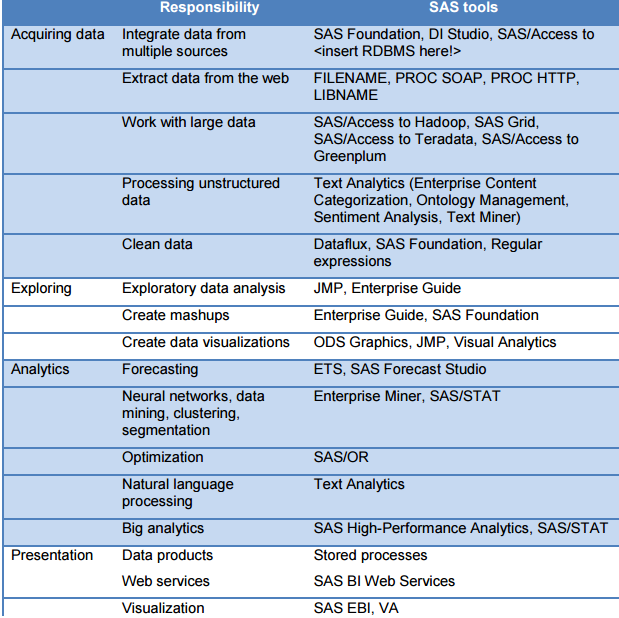 Responsibility SAS tools
Acquiring data Integrate data from SAS Foundation, DI Studio, SAS/Access to
multiple sources <insert RDBMS here!>
Extract data from the web FILENAME, PROC SOAP, PROC HTTP,
LIBNAME
Work with large data SAS/Access to Hadoop, SAS Grid,
SAS/Access to Teradata, SAS/Access to
Greenplum
Processing unstructured Text Analytics (Enterprise Content
data Categorization, Ontology Management,
Sentiment Analysis, Text Miner)
Clean data Dataflux, SAS Foundation, Regular
expressions
Exploring Exploratory data analysis JMP, Enterprise Guide
Create mashups Enterprise Guide, SAS Foundation
Create data visualizations ODS Graphics, JMP, Visual Analytics
Analytics Forecasting ETS, SAS Forecast Studio
Neural networks, data Enterprise Miner, SAS/STAT
mining, clustering,
segmentation
Optimization SAS/OR
Natural language Text Analytics
processing
Big analytics SAS High-Performance Analytics, SAS/STAT
Presentation Data products Stored processes
Web services SAS BI Web Services
Visualization SAS EBI, VA